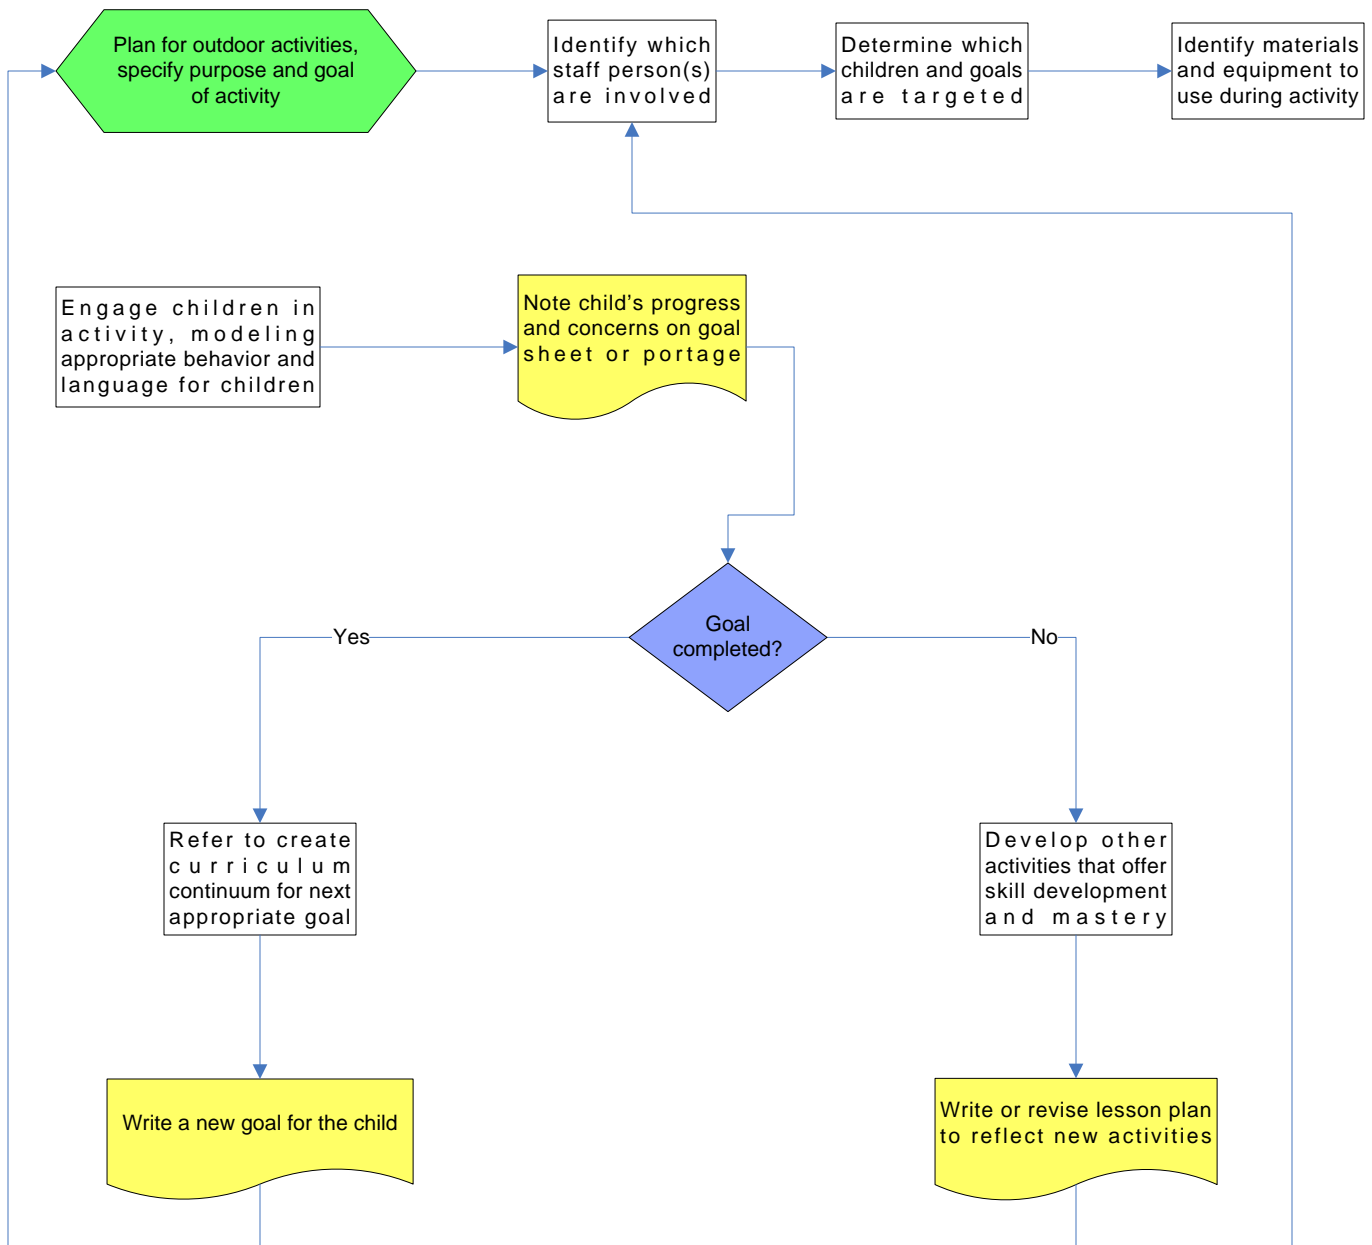 Plan for outdoor activities,
specify purpose and goal
of activity
Identify which
staff person(s)
are involved
Determine which
children and goals
are targeted
Identify materials
and equipment to
use during activity
Engage children in
activity, modeling
appropriate behavior and
language for children
Note child's progress
and concerns on goal
sheet or portage
Goal
completed?
Yes
No
Refer to create
curriculum
continuum for next
appropriate goal
Develop other
activities that offer
skill development
and mastery
Write a new goal for the child
Write or revise lesson plan
to reflect new activities